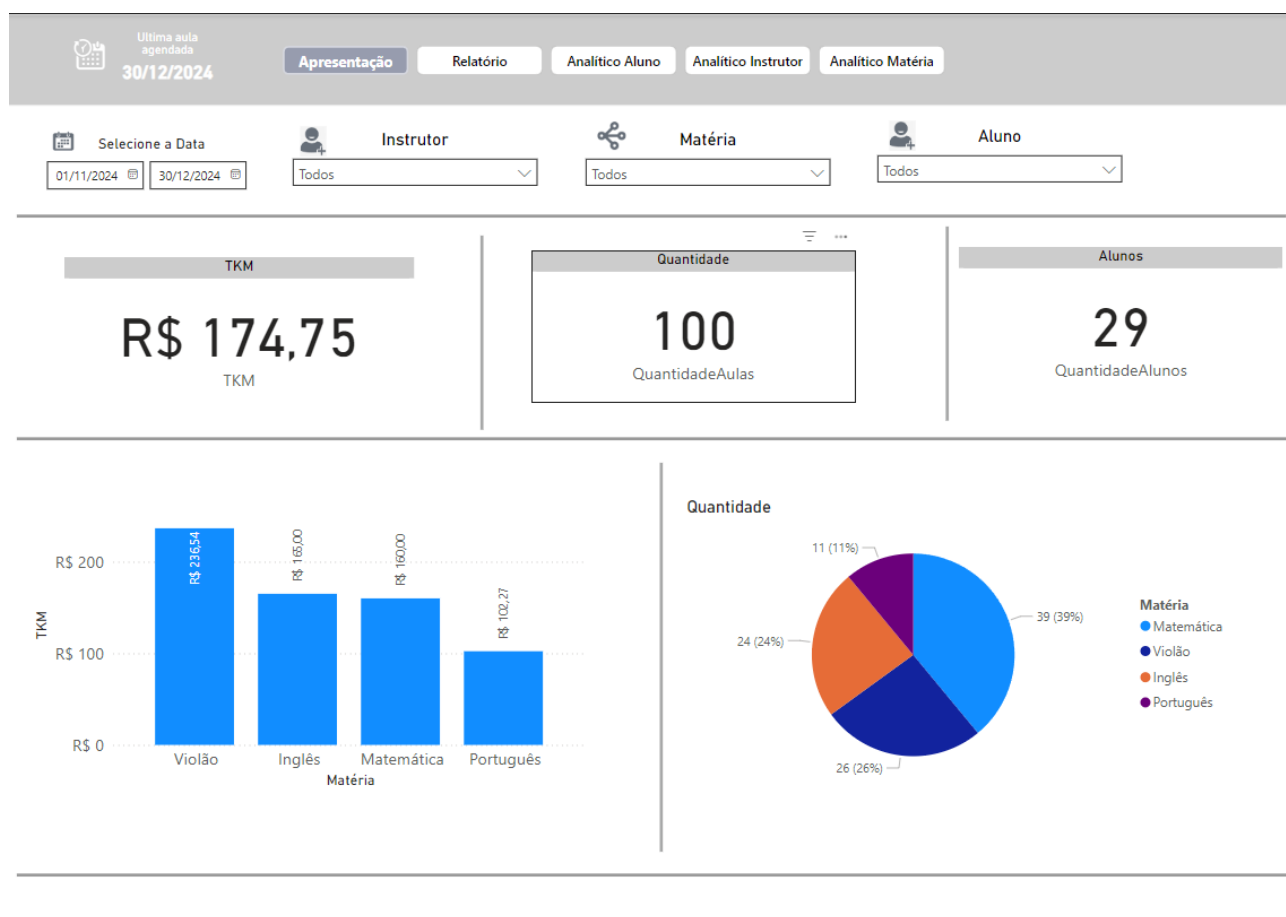 Ultima aula
agendada
30/12/2024
Apresentação
Relatório
Analítico Aluno
Analítico Instrutor
Analítico Matéria
Selecione a Data
01/11/2024
30/12/2024
Instrutor
Todos
Matéria
Todos
Aluno
Todos
TKM
R$ 174,75
TKM
Quantidade
100
QuantidadeAulas
Alunos
29
QuantidadeAlunos
TKM
R$ 200
R$ 100
R$ 0
R$ 236,54
R$ 165,00
R$ 160,00
R$ 102,27
Violão
Inglês
Matemática
Português
Matéria
Quantidade
11 (11%)
39 (39%)
24 (24%)
26 (26%)
Matéria
Matemática
Violão
Inglês
Português